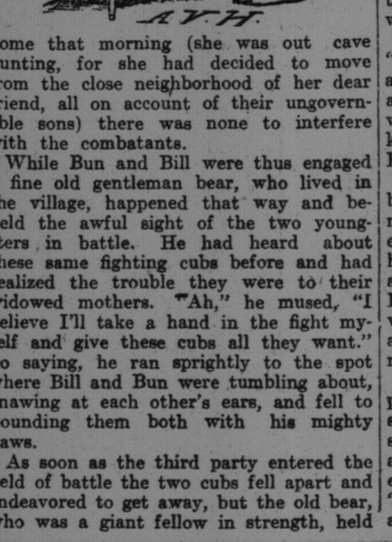 A.V.H.
ome that morning (she was out cave
unting, for she had decided to move
rom the close neighborhood of her dear
riend, all on account of their ungovern-
ble sons) there was none to interfere
ith the combatants.
While Bun and Bill were thus engaged
fine old gentleman bear, who lived in
he village, happened that way and be-
eld the awful sight of the two young-
ters in battle. He had heard about
hese same fighting cubs before and had
ealized the trouble they were to their
idowed mothers. "Ah," he mused, "I
elieve I'll take a hand in the fight my-
elf and give these cubs all they want."
o saying, he ran sprightly to the spot
here Bill and Bun were tumbling about,
nawing at each other's ears, and fell to
ounding them both with his mighty
aws.
As soon as the third party entered the
eld of battle the two cubs fell apart and
ndeavored to get away, but the old bear,
ho was a giant fellow in strength, held